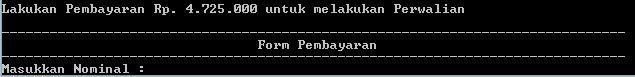 Lakukan Pembayaran Rp. 4.725.000 untuk melakukan Perwalian
Form Pembayaran
Masukkan Nominal :